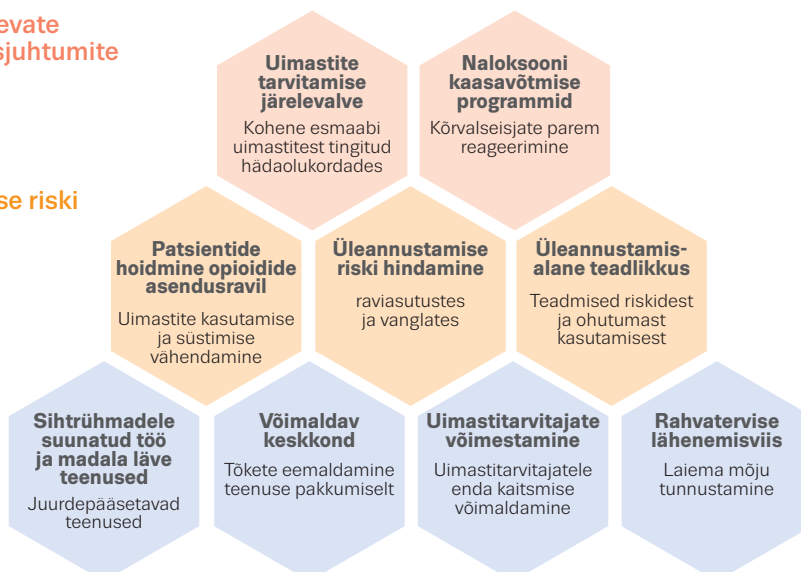 evate
sjuhtumite
Uimastite
tarvitamise
järelevalve
Kohene esmaabi
uimastitest tingitud
hädaolukordades
Naloksooni
kaasavõtmise
programmid
Kõrvalseisjate parem
reageerimine
se riski
Patsientide
hoidmine opioidide
asendusravil
Uimastite kasutamise
ja süstimise
vähendamine
Üleannustamise
riski hindamine
raviasutustes
ja vanglates
Üleannustamis-
alane teadlikkus
Teadmised riskidest
ja ohutumast
kasutamisest
Sihtrühmadele
suunatud töö
ja madala läve
teenused
Juurdepääsetavad
teenused
Võimaldav
keskkond
Tõkete eemaldamine
teenuse pakkumiselt
Uimastitarvitajate
võimestamine
Uimastitarvitajatele
enda kaitsmise
võimaldamine
Rahvatervise
lähenemisviis
Laiema mõju
tunnustamine